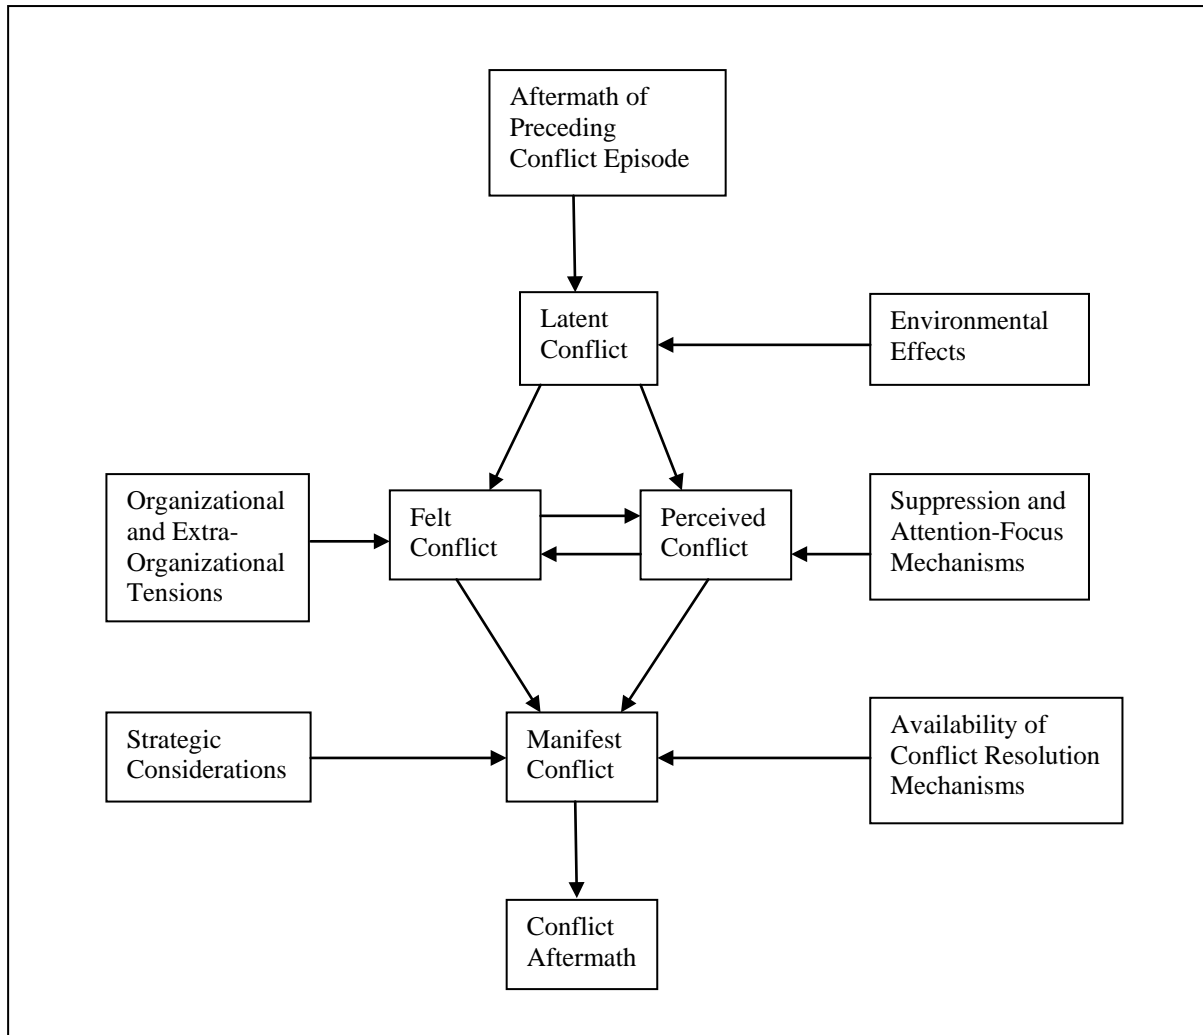 Aftermath of
Preceding
Conflict Episode
Latent
Conflict
Environmental
Effects
Organizational
and Extra-
Organizational
Tensions
Felt
Conflict
Perceived
Conflict
Suppression and
Attention-Focus
Mechanisms
Strategic
Considerations
Manifest
Conflict
Availability of
Conflict Resolution
Mechanisms
Conflict
Aftermath